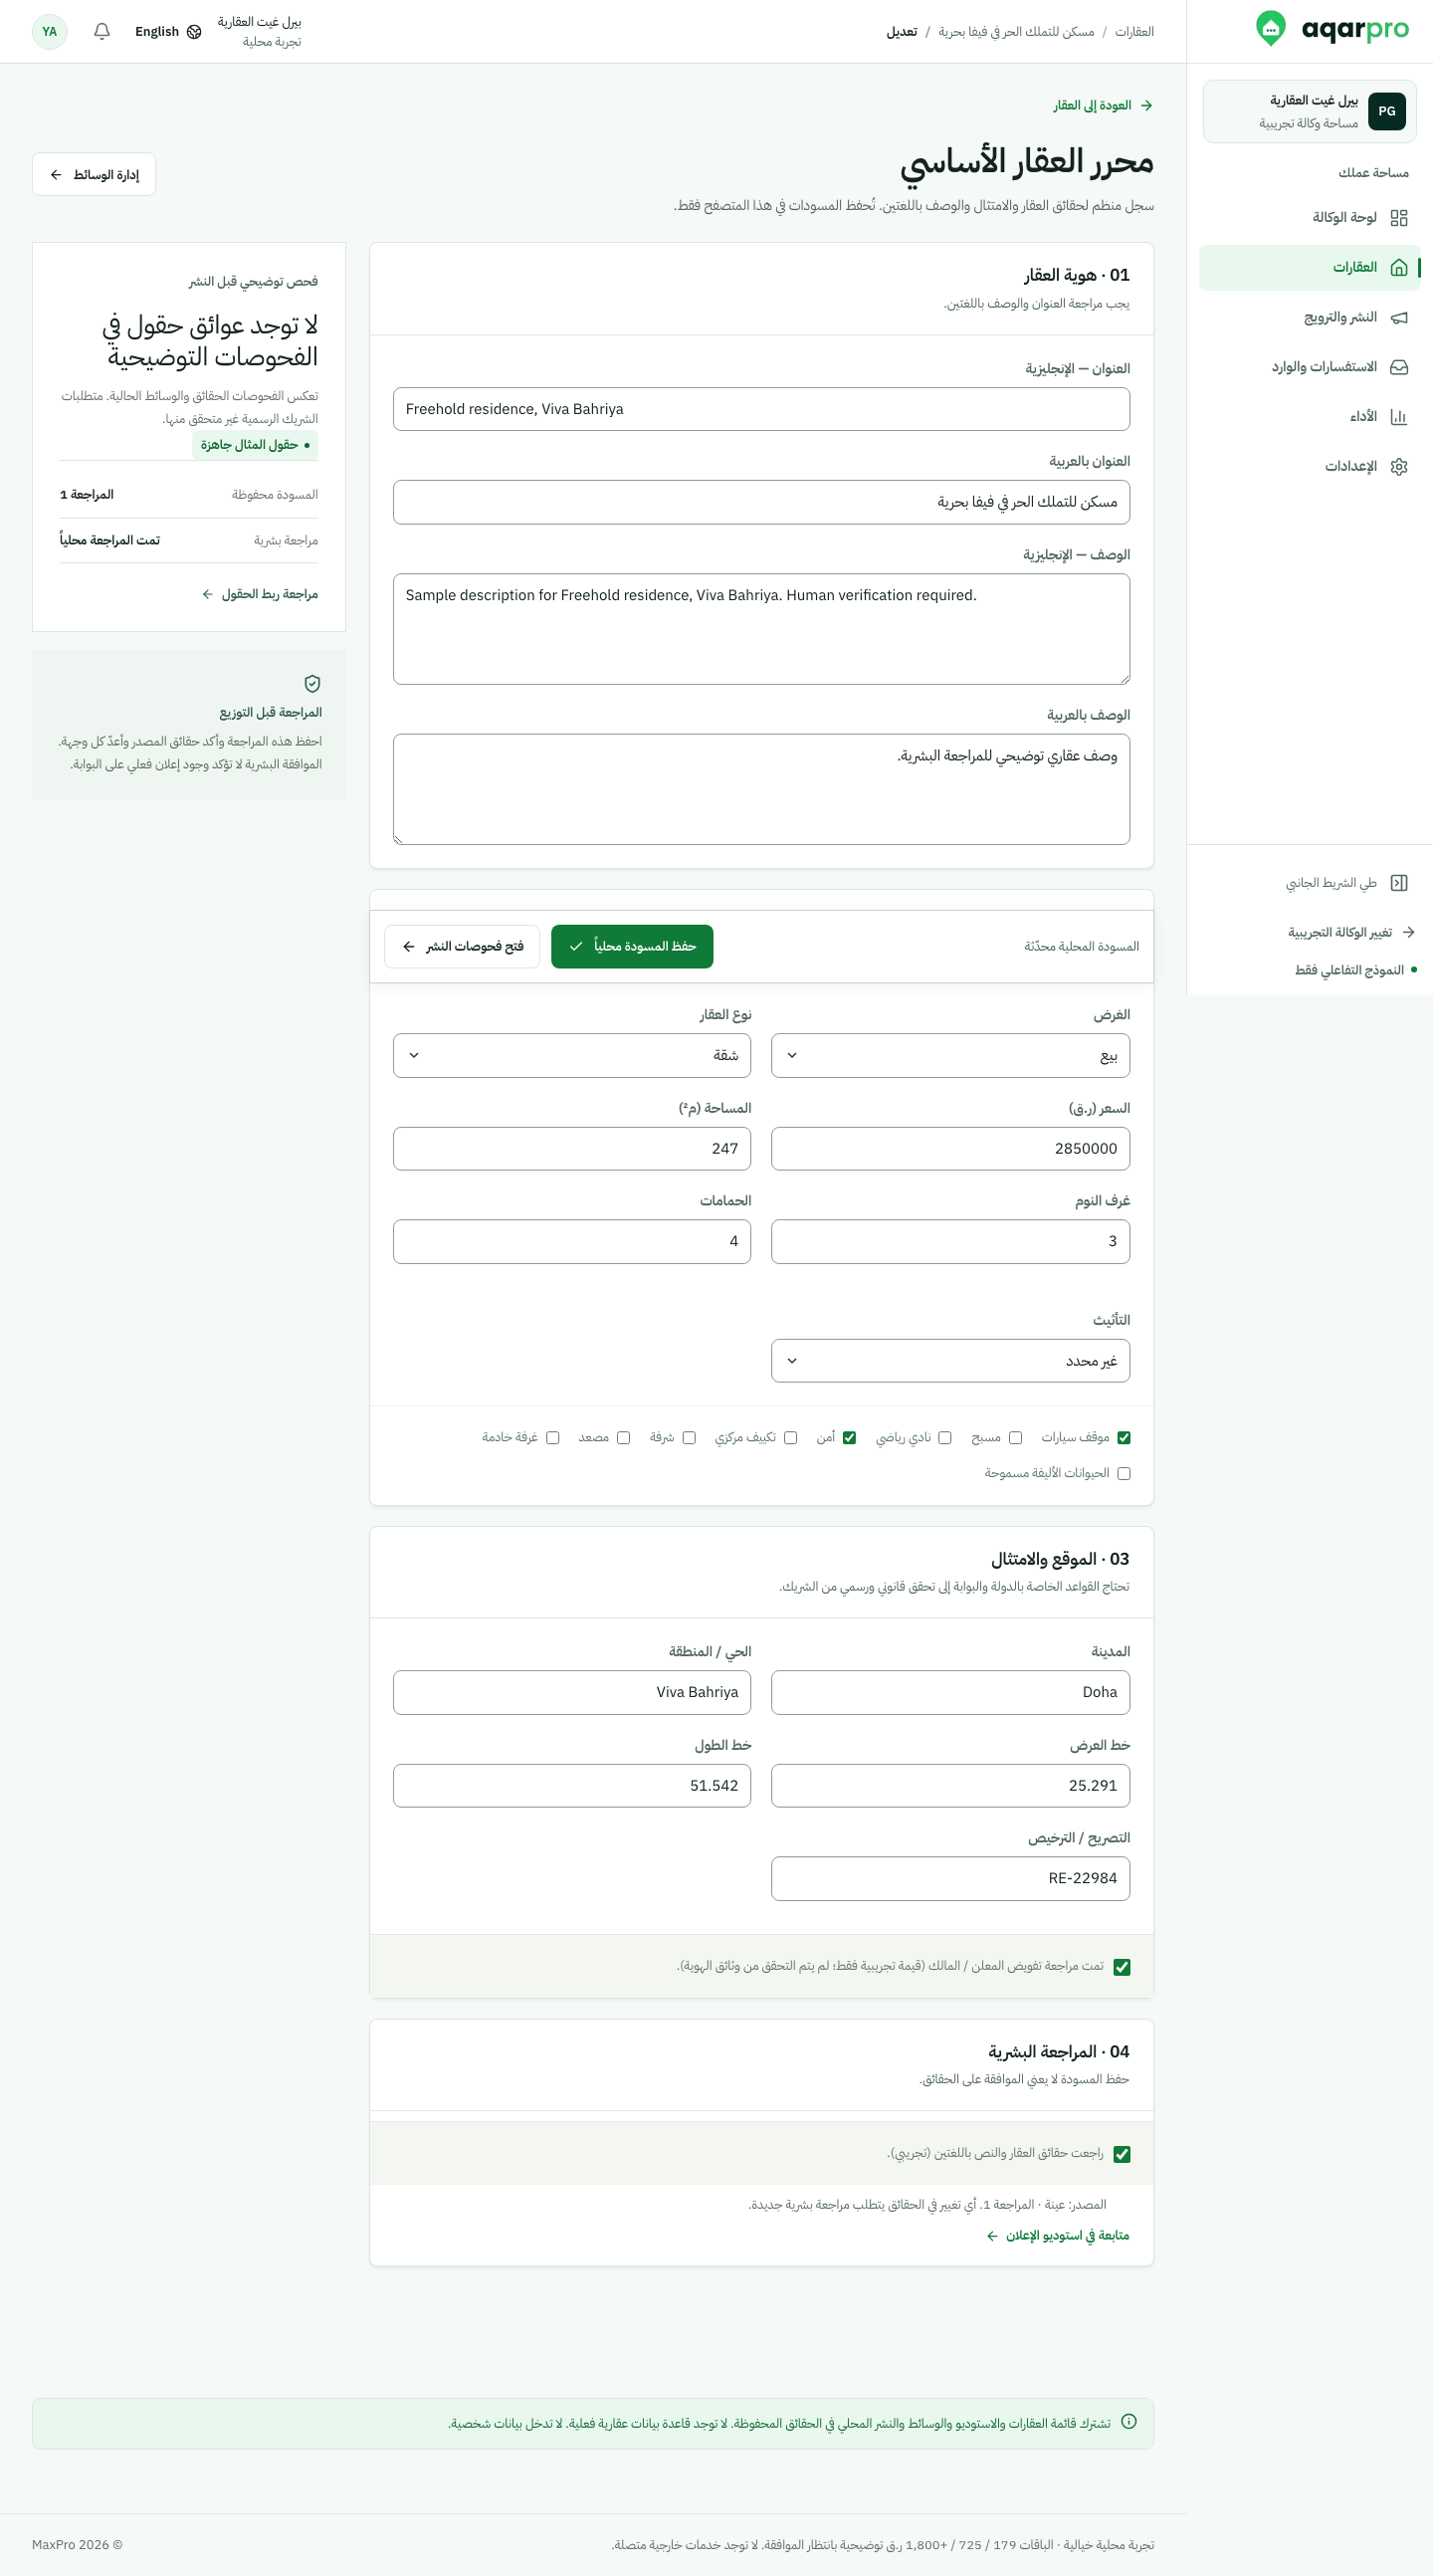 aqarpro
العقارات / مسكن للتملك الحر في فيفا بحرية / تعديل
بيرل غيت العقارية
تجربة محلية
English
YA
PG
بيرل غيت العقارية
مساحة وكالة تجريبية
مساحة عملك
لوحة الوكالة
العقارات
النشر والترويج
الاستفسارات والوارد
الأداء
الإعدادات
طي الشريط الجانبي
تغيير الوكالة التجريبية
النموذج التفاعلي فقط
العودة إلى العقار
محرر العقار الأساسي
سجل منظم لحقائق العقار والامتثال والوصف باللغتين. تُحفظ المسودات في هذا المتصفح فقط.
إدارة الوسائط
01 · هوية العقار
يجب مراجعة العنوان والوصف باللغتين.
العنوان — الإنجليزية
Freehold residence, Viva Bahriya
العنوان بالعربية
مسكن للتملك الحر في فيفا بحرية
الوصف — الإنجليزية
Sample description for Freehold residence, Viva Bahriya. Human verification required.
الوصف بالعربية
وصف عقاري توضيحي للمراجعة البشرية.
فحص توضيحي قبل النشر
لا توجد عوائق حقول في
الفحوصات التوضيحية
تعكس الفحوصات الحقائق والوسائط الحالية. متطلبات
الشريك الرسمية غير متحقق منها.
حقول المثال جاهزة
المسودة محفوظة
المراجعة 1
مراجعة بشرية
تمت المراجعة محلياً
مراجعة ربط الحقول
المراجعة قبل التوزيع
احفظ هذه المراجعة وأكد حقائق المصدر وأعدّ كل وجهة.
الموافقة البشرية لا تؤكد وجود إعلان فعلي على البوابة.
المسودة المحلية محدّثة
حفظ المسودة محلياً
فتح فحوصات النشر
الغرض
نوع العقار
بيع
شقة
السعر (ر.ق)
المساحة (م²)
2850000
247
غرف النوم
الحمامات
3
4
التأثيث
غير محدد
موقف سيارات
مسبح
نادي رياضي
أمن
تكييف مركزي
شرفة
مصعد
غرفة خادمة
الحيوانات الأليفة مسموحة
03 · الموقع والامتثال
تحتاج القواعد الخاصة بالدولة والبوابة إلى تحقق قانوني ورسمي من الشريك.
المدينة
الحي / المنطقة
Doha
Viva Bahriya
خط العرض
خط الطول
25.291
51.542
التصريح / الترخيص
RE-22984
تمت مراجعة تفويض المعلن / المالك (قيمة تجريبية فقط؛ لم يتم التحقق من وثائق الهوية).
04 · المراجعة البشرية
حفظ المسودة لا يعني الموافقة على الحقائق.
راجعت حقائق العقار والنص باللغتين (تجريبي).
المصدر: عينة · المراجعة 1. أي تغيير في الحقائق يتطلب مراجعة بشرية جديدة.
متابعة في استوديو الإعلان
تشترك قائمة العقارات والاستوديو والوسائط والنشر المحلي في الحقائق المحفوظة. لا توجد قاعدة بيانات عقارية فعلية. لا تدخل بيانات شخصية.
تجربة محلية خيالية · الباقات 179 / 725 / 1,800+ ر.ق توضيحية بانتظار الموافقة. لا توجد خدمات خارجية متصلة.
© 2026 MaxPro